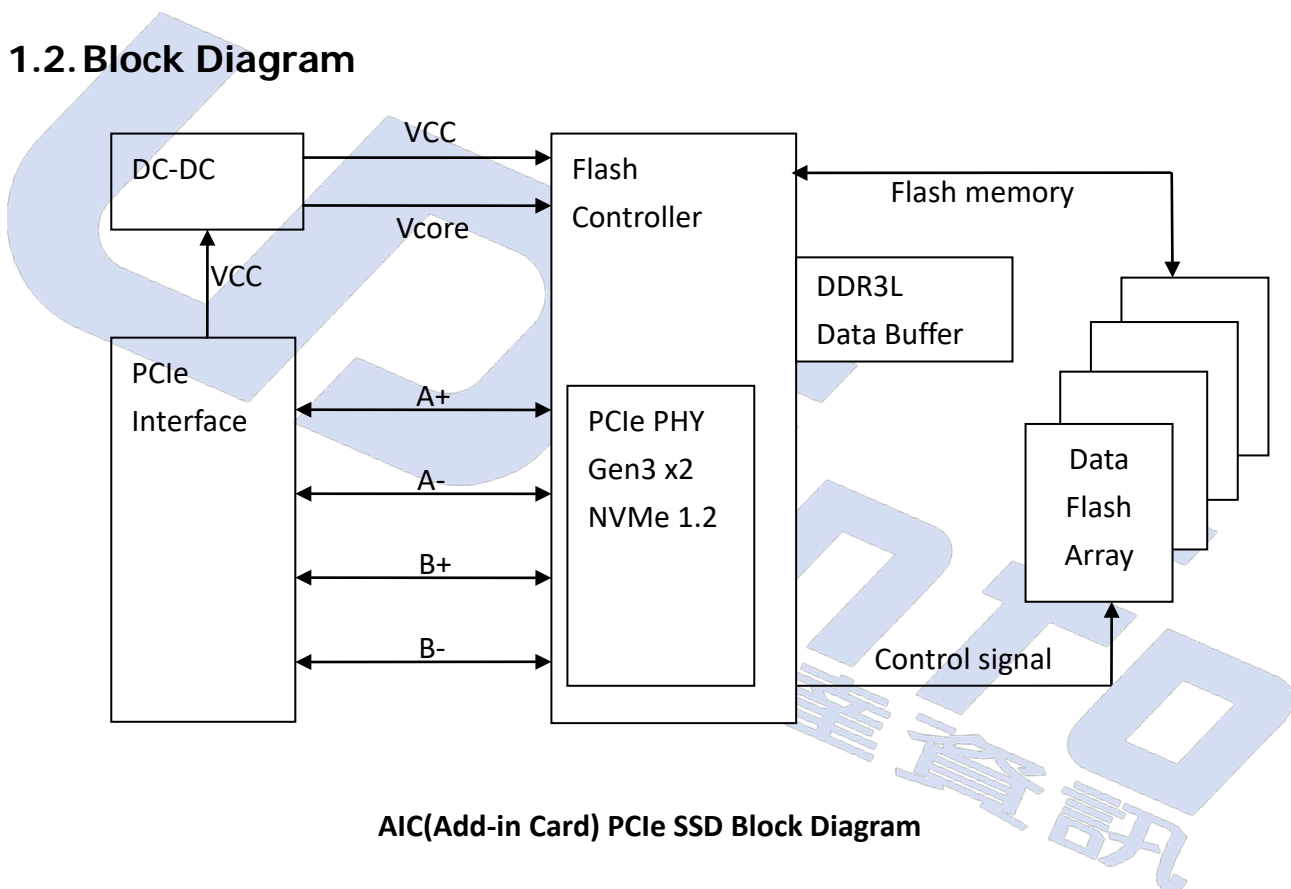 1.2. Block Diagram
DC-DC
VCC
Vcore
VCC
PCIe
Interface
A+
A-
B+
B-
Flash
Controller
PCIe PHY
Gen3 x2
NVMe 1.2
DDR3L
Data Buffer
Flash memory
Data
Flash
Array
Control signal
AIC(Add-in Card) PCIe SSD Block Diagram
資訊